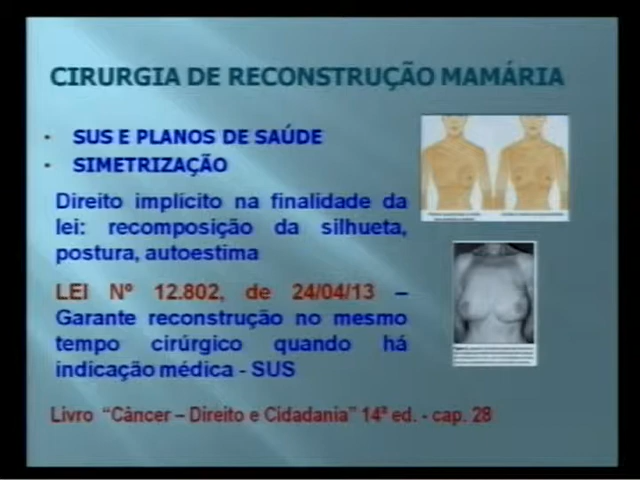 CIRURGIA DE RECONSTRUÇÃO MAMÁRIA
• SUS E PLANOS DE SAÚDE
• SIMETRIZAÇÃO
Direito implícito na finalidade da
lei: recomposição da silhueta,
postura, autoestima
LEI Nº 12.802, de 24/04/13 –
Garante reconstrução no mesmo
tempo cirúrgico quando há
indicação médica - SUS
Livro "Câncer – Direito e Cidadania" 14ª ed. - cap. 28